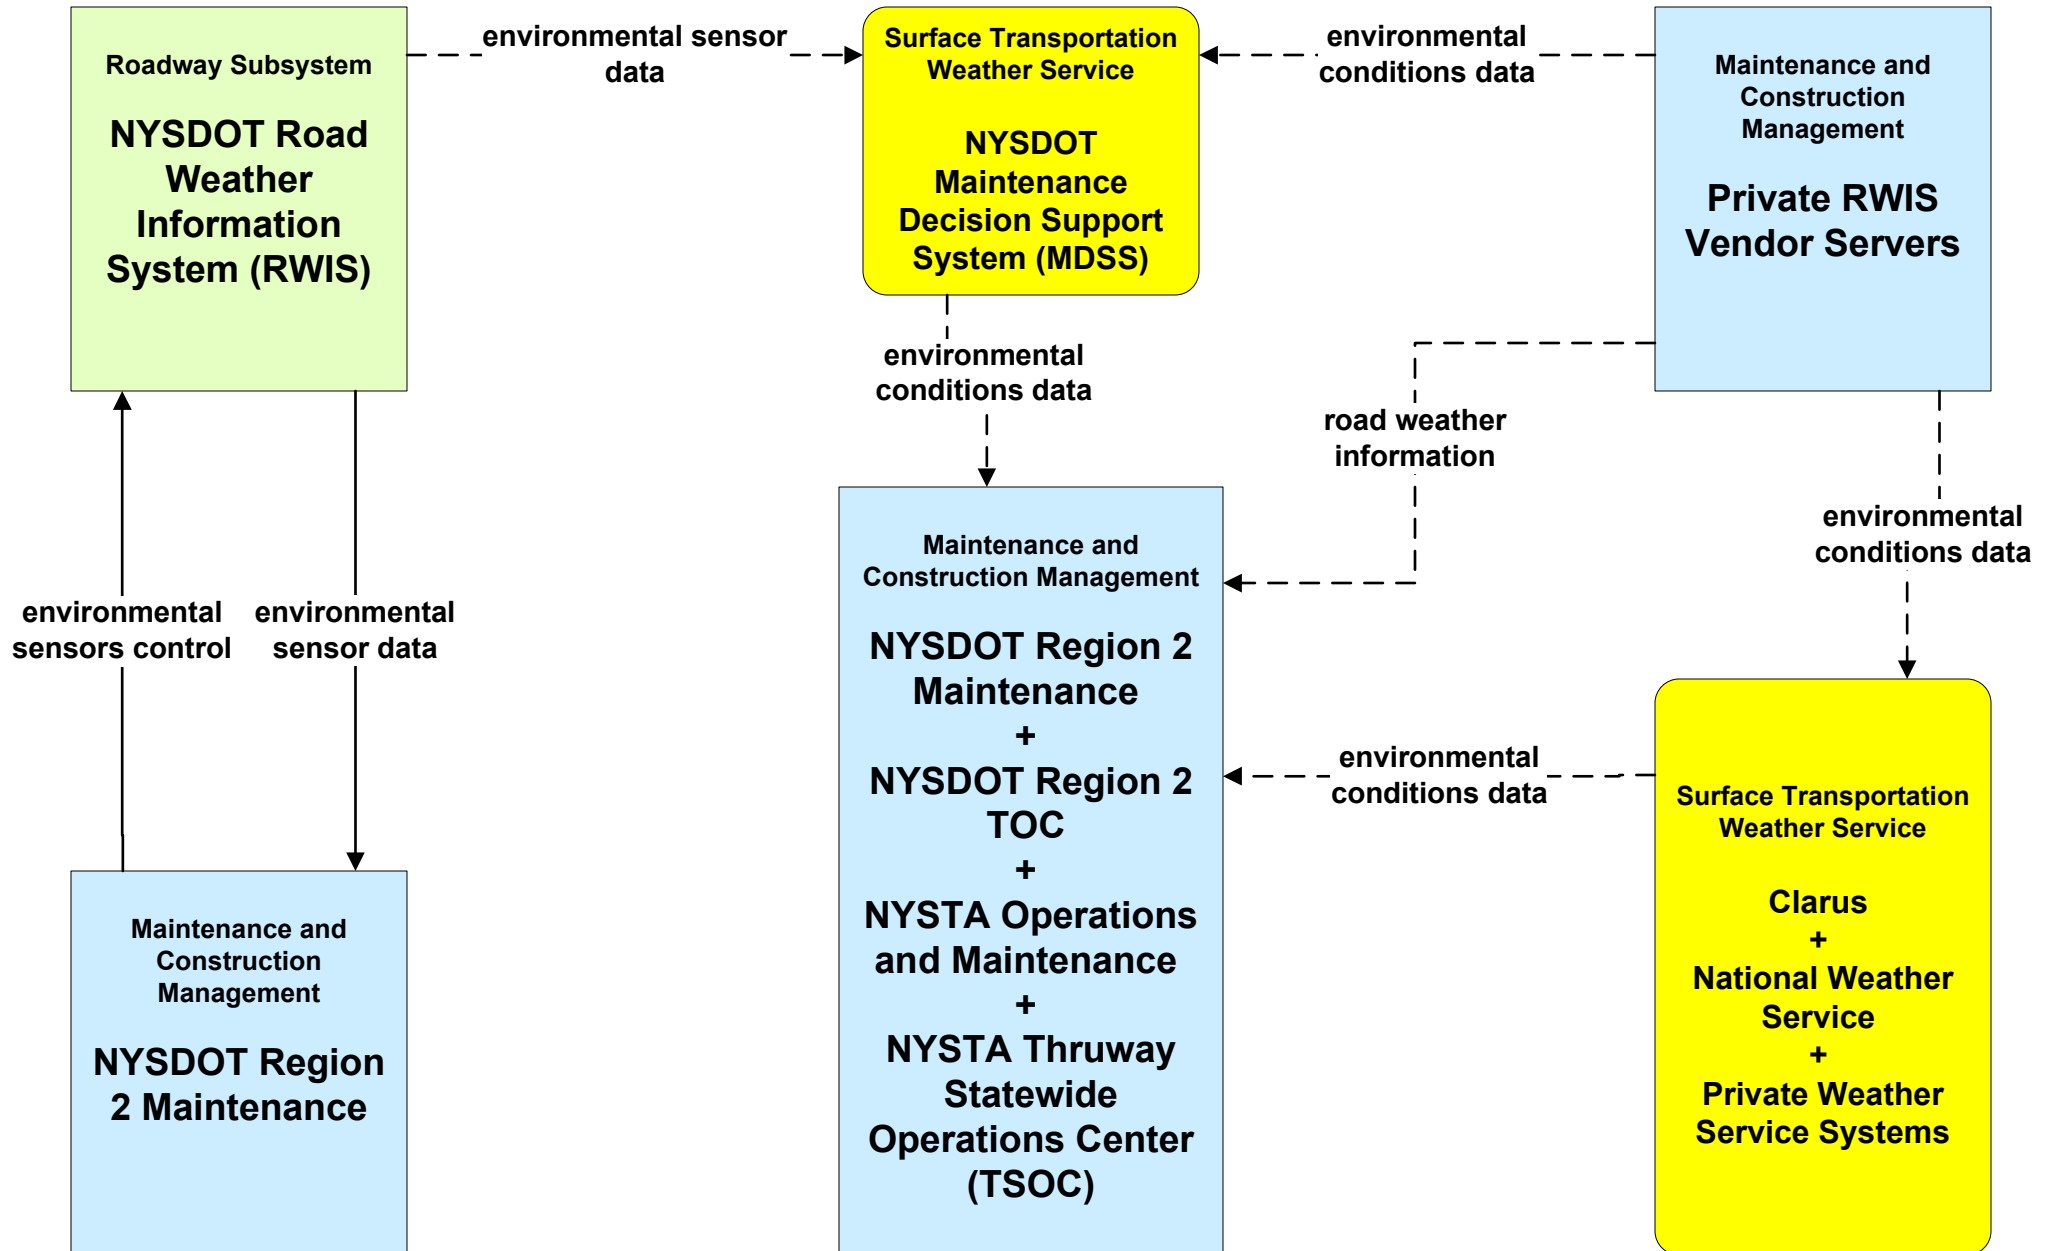 Roadway Subsystem
NYSDOT Road
Weather
Information
System (RWIS)
environmental sensor
data
Surface Transportation
Weather Service
NYSDOT
Maintenance
Decision Support
System (MDSS)
environmental
conditions data
Maintenance and
Construction
Management
Private RWIS
Vendor Servers
environmental
conditions data
road weather
information
environmental
conditions data
environmental
sensors control
environmental
sensor data
Maintenance and
Construction Management
NYSDOT Region 2
Maintenance
+
NYSDOT Region 2
TOC
+
NYSTA Operations
and Maintenance
+
NYSTA Thruway
Statewide
Operations Center
(TSOC)
environmental
conditions data
Surface Transportation
Weather Service
Clarus
+
National Weather
Service
+
Private Weather
Service Systems
Maintenance and
Construction
Management
NYSDOT Region
2 Maintenance